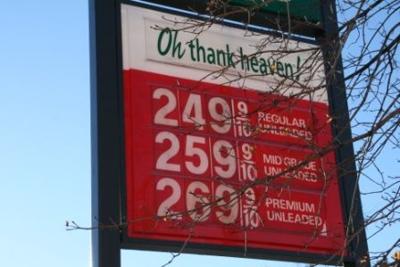 Oh thank heaven!
249 9/10 REGULAR
UNLEADED
259 9/10 MID GRADE
UNLEADED
269 9/10 PREMIUM
UNLEADED